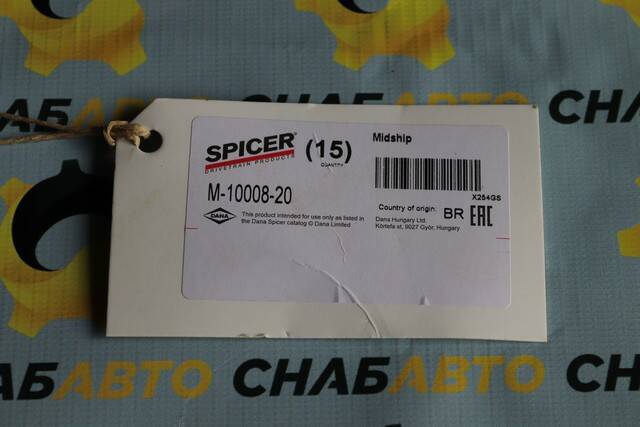 СНАБАВТО
SPICER®
DRIVETRAIN PRODUCTS
(15)
QUANTITY
Midship
M-10008-20
X254GS
DANA
This product intended for use only as listed in
the Dana Spicer catalog © Dana Limited
Country of origin: BR EAC
Dana Hungary Ltd.
Körtefa st, 9027 Győr, Hungary
СНАБ
СНАБАВТО
СНАБ